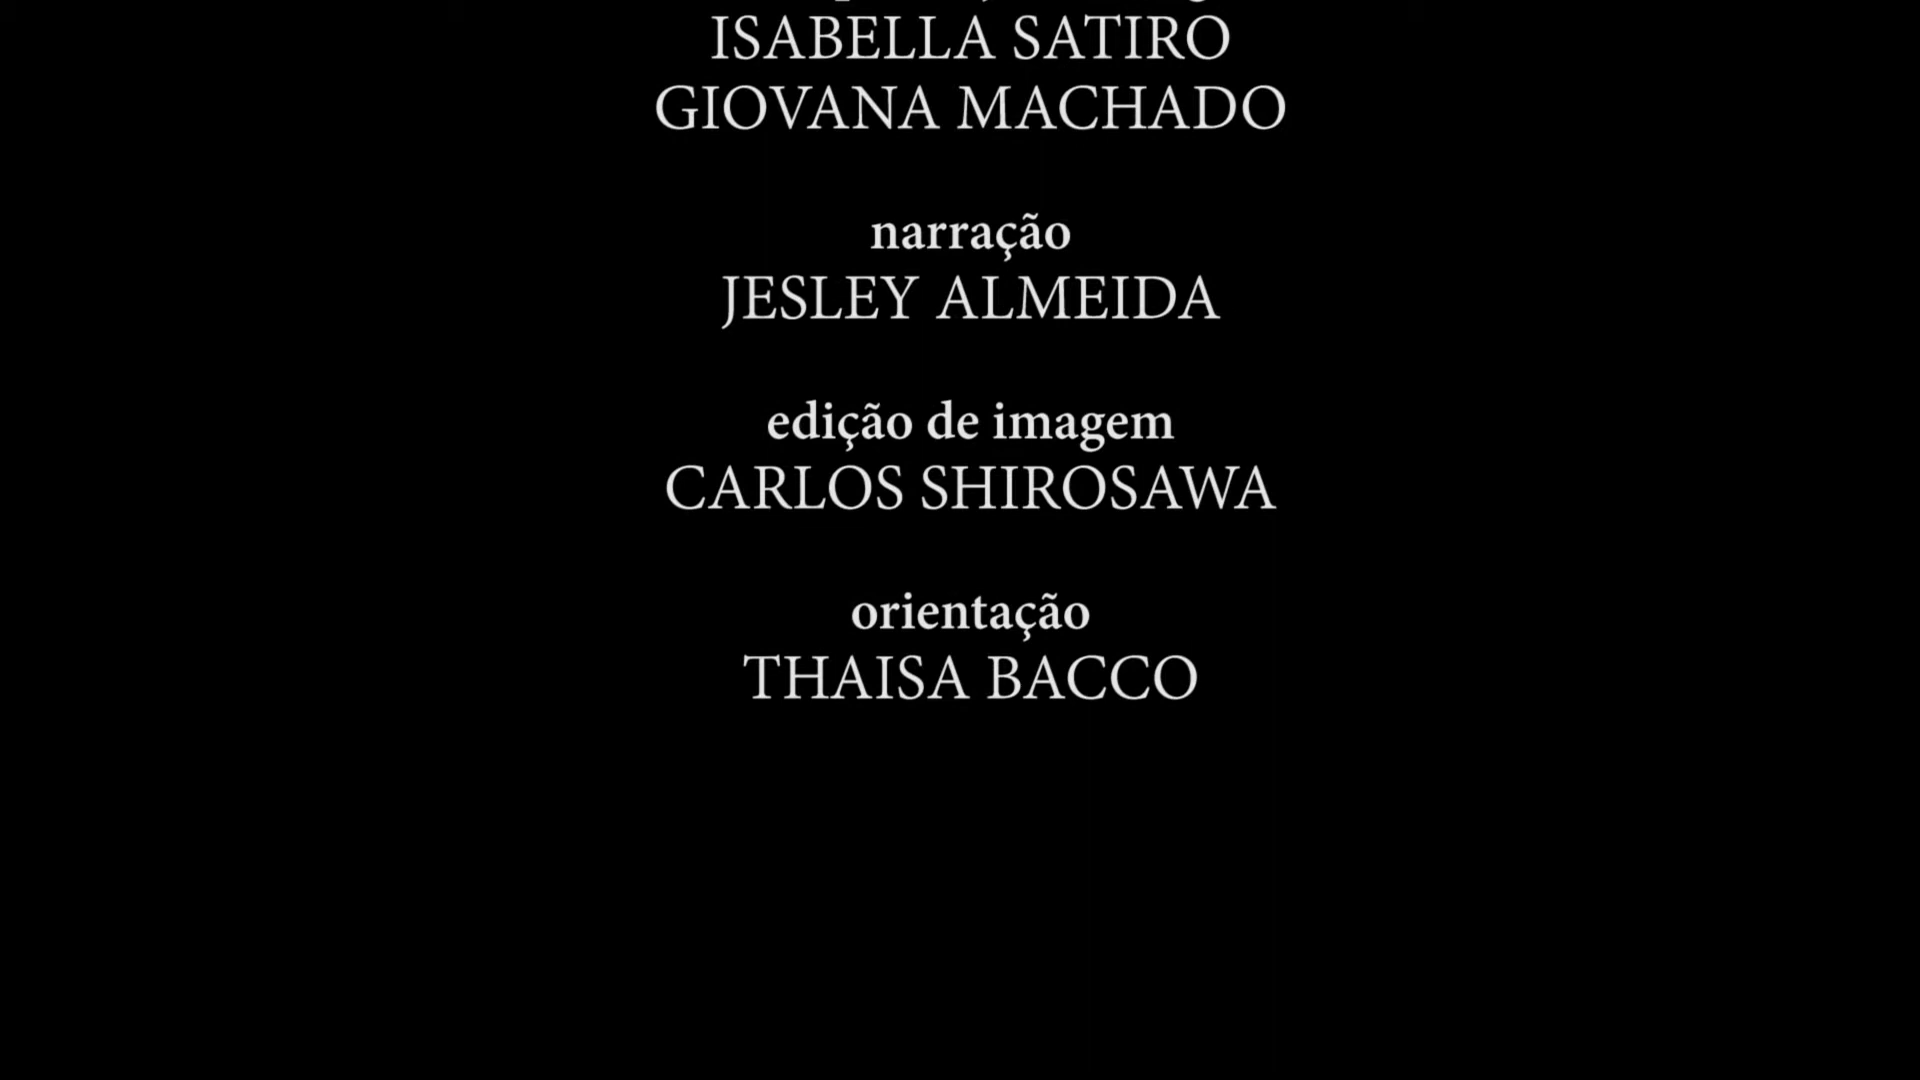 ISABELLA SATIRO
GIOVANA MACHADO
narração
JESLEY ALMEIDA
edição de imagem
CARLOS SHIROSAWA
orientação
THAISA BACCO